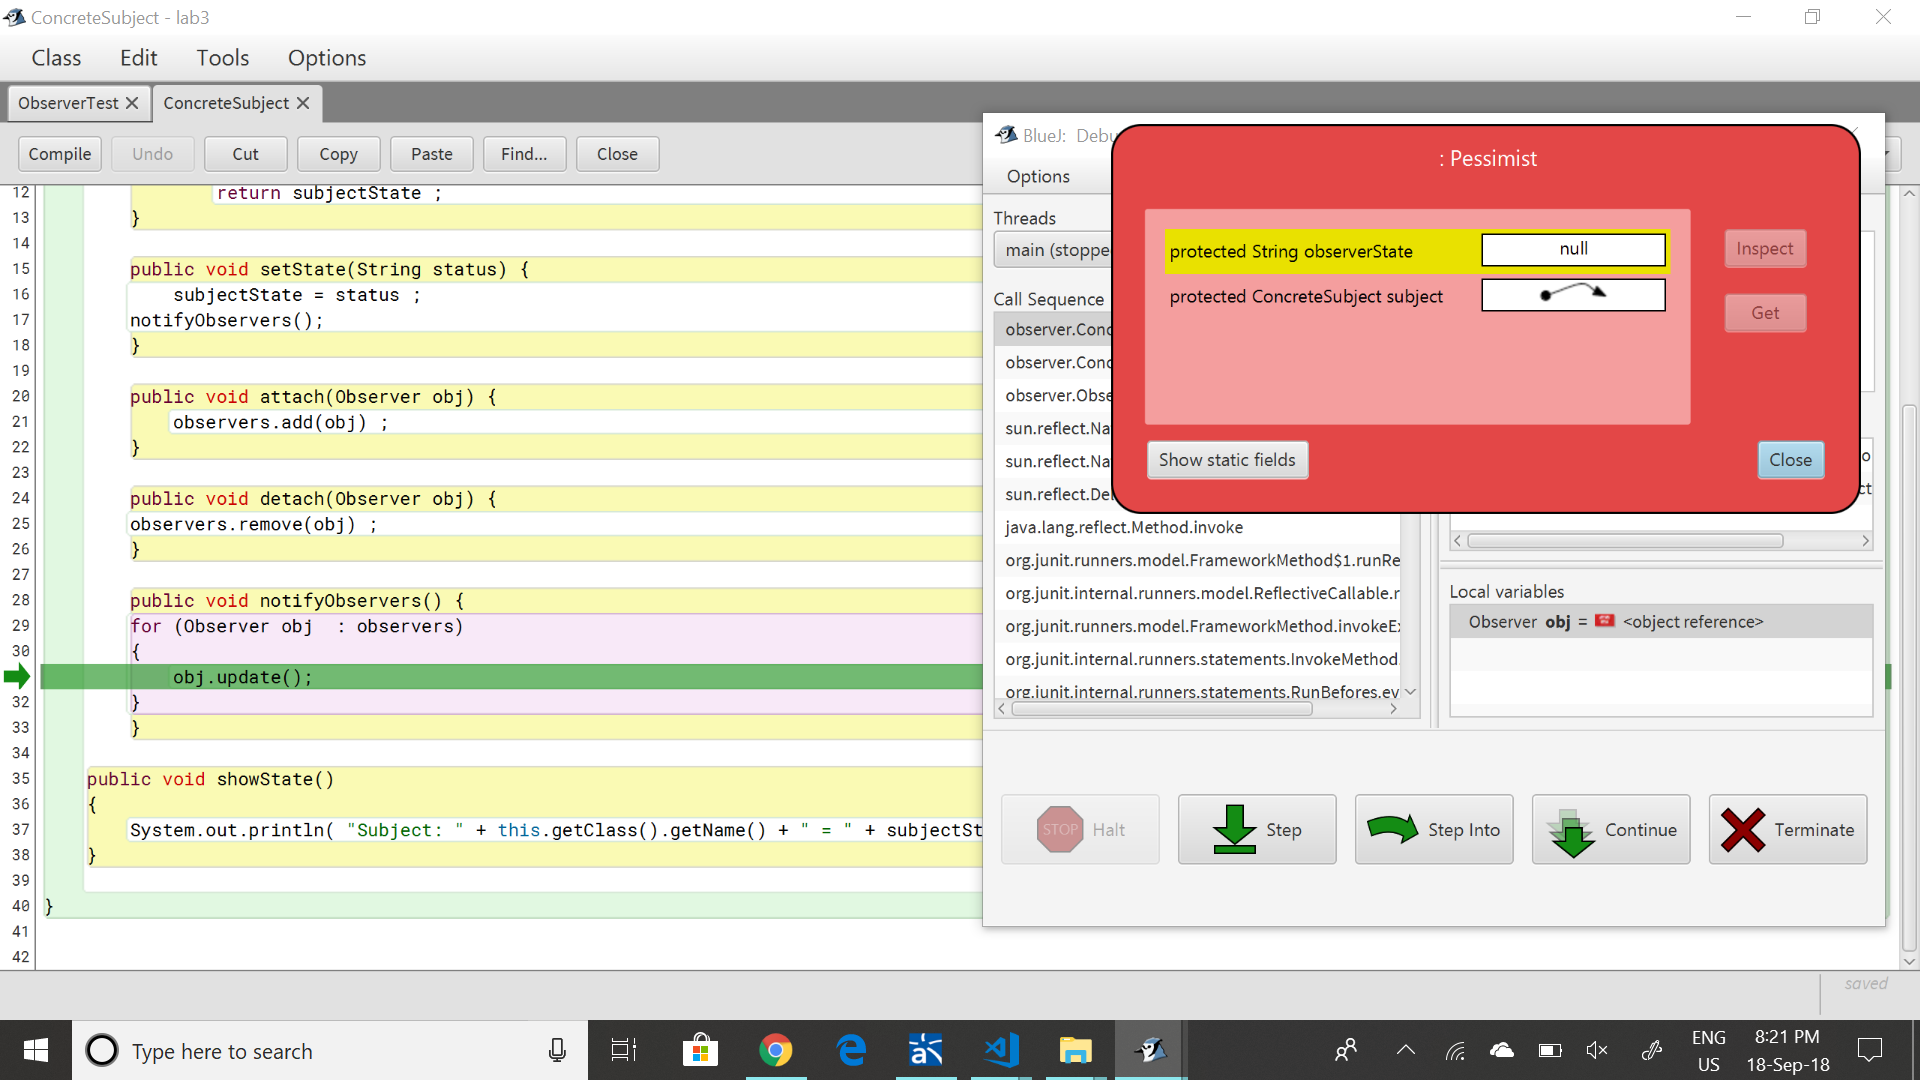 ConcreteSubject - lab3
Class Edit Tools Options
ObserverTest ConcreteSubject
Compile Undo Cut Copy Paste Find... Close
12 return subjectState ;
13 }
14
15 public void setState(String status) {
16 subjectState = status ;
17 notifyObservers();
18 }
19
20 public void attach(Observer obj) {
21 observers.add(obj) ;
22 }
23
24 public void detach(Observer obj) {
25 observers.remove(obj) ;
26 }
27
28 public void notifyObservers() {
29 for (Observer obj : observers)
30 {
obj.update();
32 }
33 }
34
35 public void showState()
36 {
37 System.out.println( "Subject: " + this.getClass().getName() + " = " + subjectSt
38 }
39
40 }
41
42
saved
BlueJ: Debu
Options
Threads
main (stoppe
Call Sequence
observer.Conc
observer.Conc
observer.Obse
sun.reflect.Na
sun.reflect.Na
sun.reflect.Del
java.lang.reflect.Method.invoke
org.junit.runners.model.FrameworkMethod$1.runRe
org.junit.internal.runners.model.ReflectiveCallable.r
org.junit.runners.model.FrameworkMethod.invokeEx
org.junit.internal.runners.statements.InvokeMethod.
org.junit.internal.runners.statements.RunBefores.ev
: Pessimist
protected String observerState null
protected ConcreteSubject subject
Inspect
Get
Show static fields Close
Local variables
Observer obj = <object reference>
STOP Halt Step Step Into Continue Terminate
Type here to search
ENG
US
8:21 PM
18-Sep-18